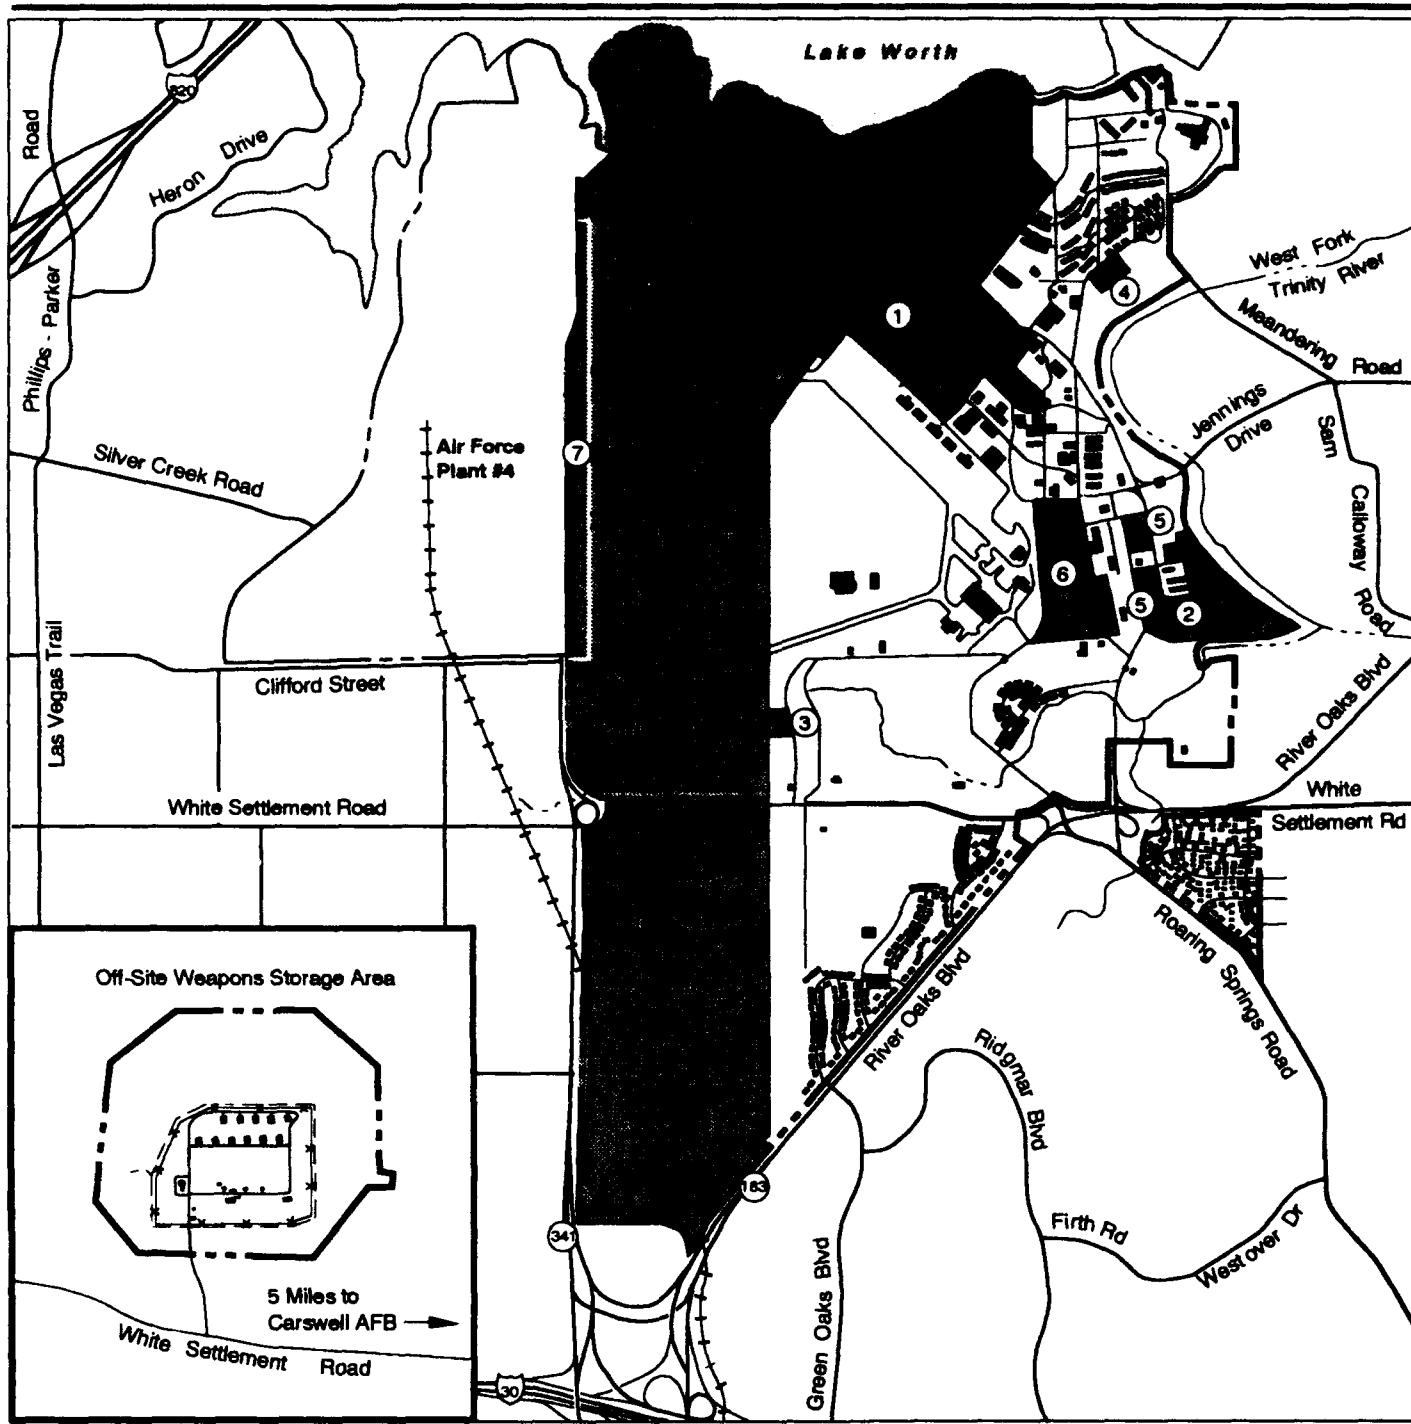 Lake Worth
820
Road
Heron Drive
Phillips - Parker
West Fork
Trinity River
Meandering
Road
4
1
Jennings
Drive
Sam
Calloway
Road
Air Force
Plant #4
7
Silver Creek Road
5
6
5
2
Las Vegas Trail
Clifford Street
3
River Oaks Blvd
White Settlement Road
White
Settlement Rd
Off-Site Weapons Storage Area
River Oaks Blvd
Roaring Springs Road
Ridgmar Blvd
183
341
Firth Rd
Westover Dr
Green Oaks Blvd
5 Miles to
Carswell AFB
White Settlement Road
30